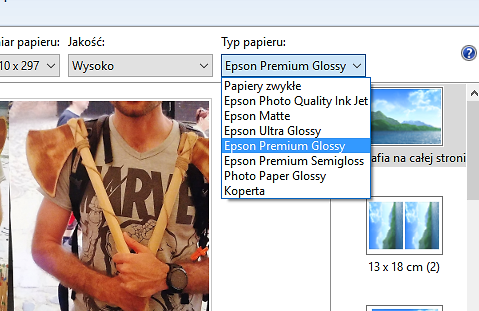 miar papieru:
Jakość:
Typ papieru:
10 x 297
Wysoko
Epson Premium Glossy
Papiery zwykłe
Epson Photo Quality Ink Jet
Epson Matte
Epson Ultra Glossy
Epson Premium Glossy
Epson Premium Semigloss
Photo Paper Glossy
Koperta
afia na całej stroni
13 x 18 cm (2)
MARVEL